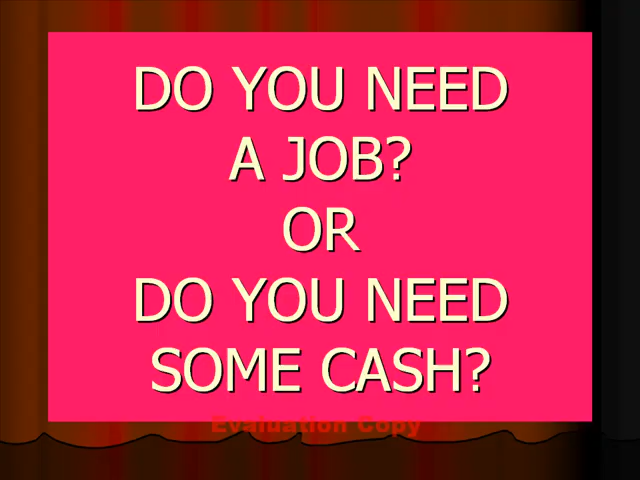 DO YOU NEED
A JOB?
OR
DO YOU NEED
SOME CASH?
Evaluation Copy